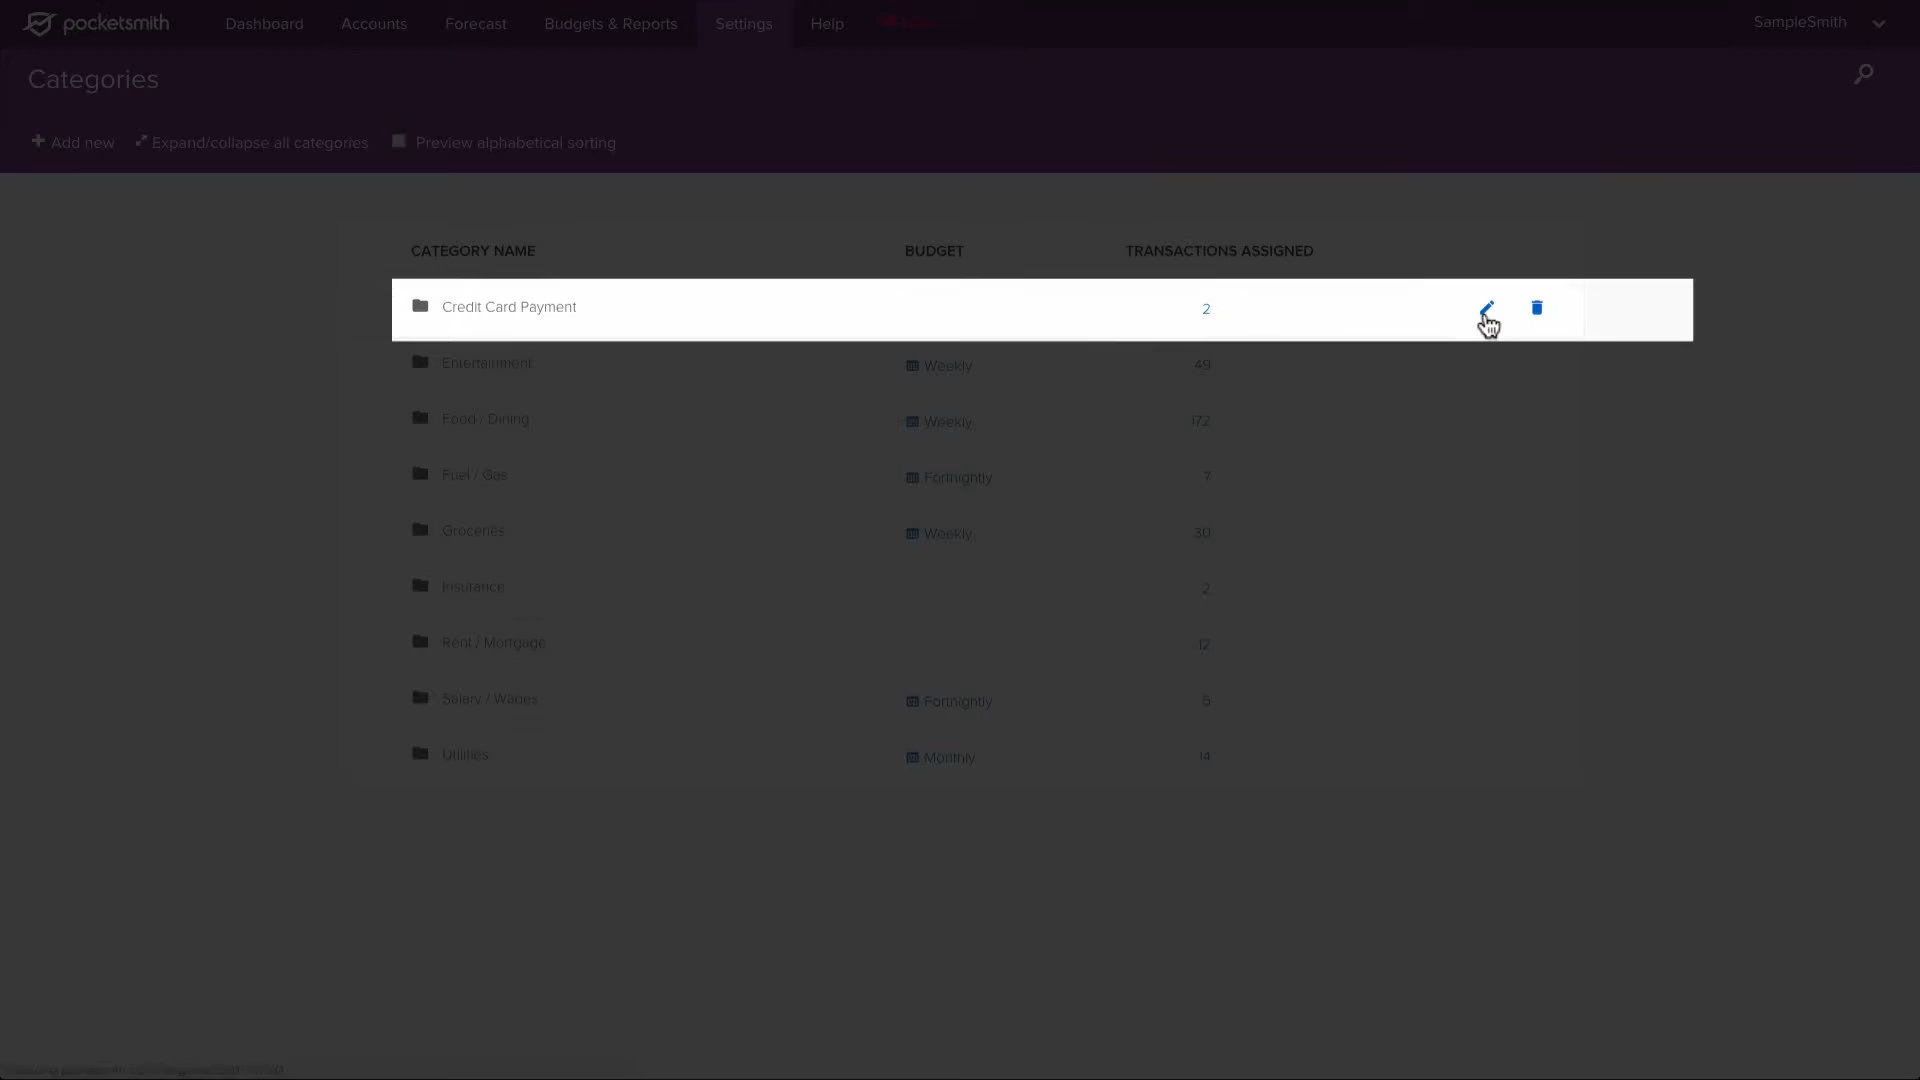 pocketsmith Dashboard Accounts Forecast Budgets & Reports Settings Help SampleSmith
Categories
Add new Expand/collapse all categories Preview alphabetical sorting
CATEGORY NAME BUDGET TRANSACTIONS ASSIGNED
Credit Card Payment 2
Entertainment Weekly 49
Food / Dining Weekly 172
Fuel / Gas Fortnightly 7
Groceries Weekly 30
Insurance 2
Rent / Mortgage 12
Salary / Wages Fortnightly
Utilities Monthly 14